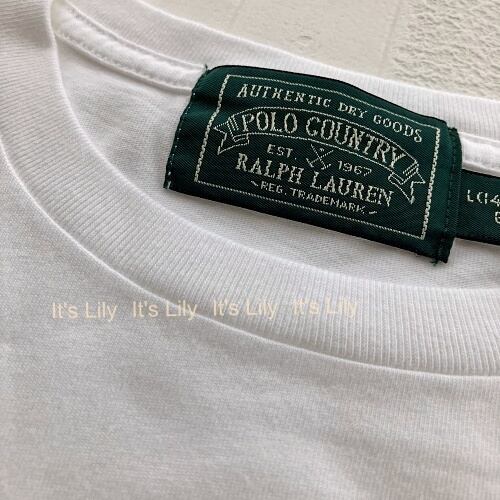 AUTHENTIC DRY GOODS
POLO COUNTRY
EST. 1967
RALPH LAUREN
REG. TRADEMARK
L(14
It's Lily It's Lily It's Lily It's Lily